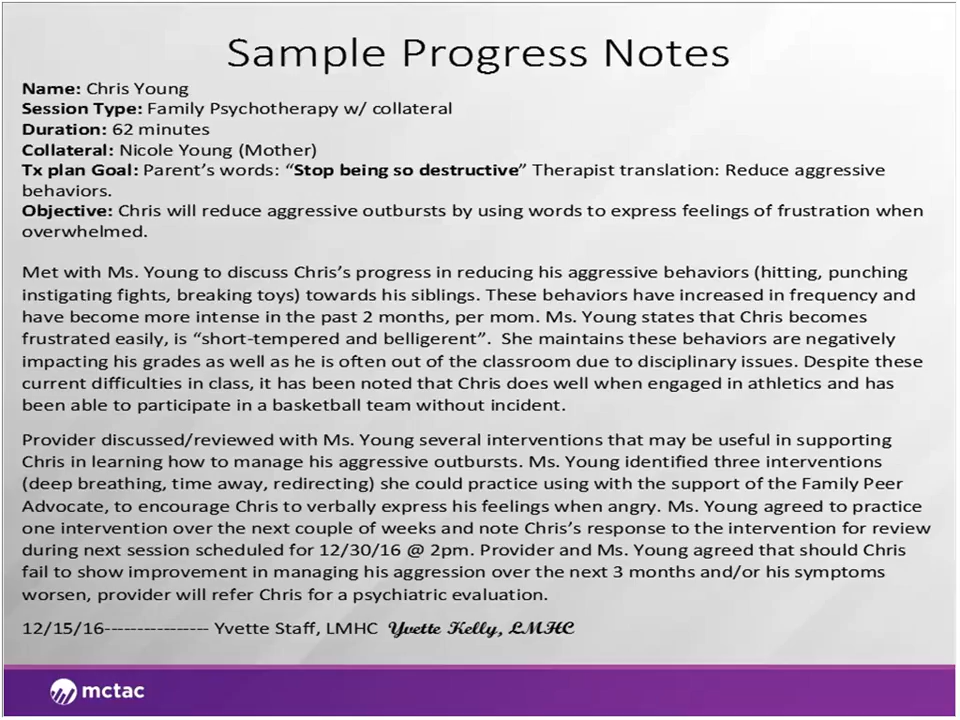 Sample Progress Notes
Name: Chris Young
Session Type: Family Psychotherapy w/ collateral
Duration: 62 minutes
Collateral: Nicole Young (Mother)
Tx plan Goal: Parent’s words: “Stop being so destructive” Therapist translation: Reduce aggressive
behaviors.
Objective: Chris will reduce aggressive outbursts by using words to express feelings of frustration when
overwhelmed.
Met with Ms. Young to discuss Chris’s progress in reducing his aggressive behaviors (hitting, punching
instigating fights, breaking toys) towards his siblings. These behaviors have increased in frequency and
have become more intense in the past 2 months, per mom. Ms. Young states that Chris becomes
frustrated easily, is “short-tempered and belligerent”. She maintains these behaviors are negatively
impacting his grades as well as he is often out of the classroom due to disciplinary issues. Despite these
current difficulties in class, it has been noted that Chris does well when engaged in athletics and has
been able to participate in a basketball team without incident.
Provider discussed/reviewed with Ms. Young several interventions that may be useful in supporting
Chris in learning how to manage his aggressive outbursts. Ms. Young identified three interventions
(deep breathing, time away, redirecting) she could practice using with the support of the Family Peer
Advocate, to encourage Chris to verbally express his feelings when angry. Ms. Young agreed to practice
one intervention over the next couple of weeks and note Chris’s response to the intervention for review
during next session scheduled for 12/30/16 @ 2pm. Provider and Ms. Young agreed that should Chris
fail to show improvement in managing his aggression over the next 3 months and/or his symptoms
worsen, provider will refer Chris for a psychiatric evaluation.
12/15/16---------------- Yvette Staff, LMHC Yvette Kelly, LMHC
mctac